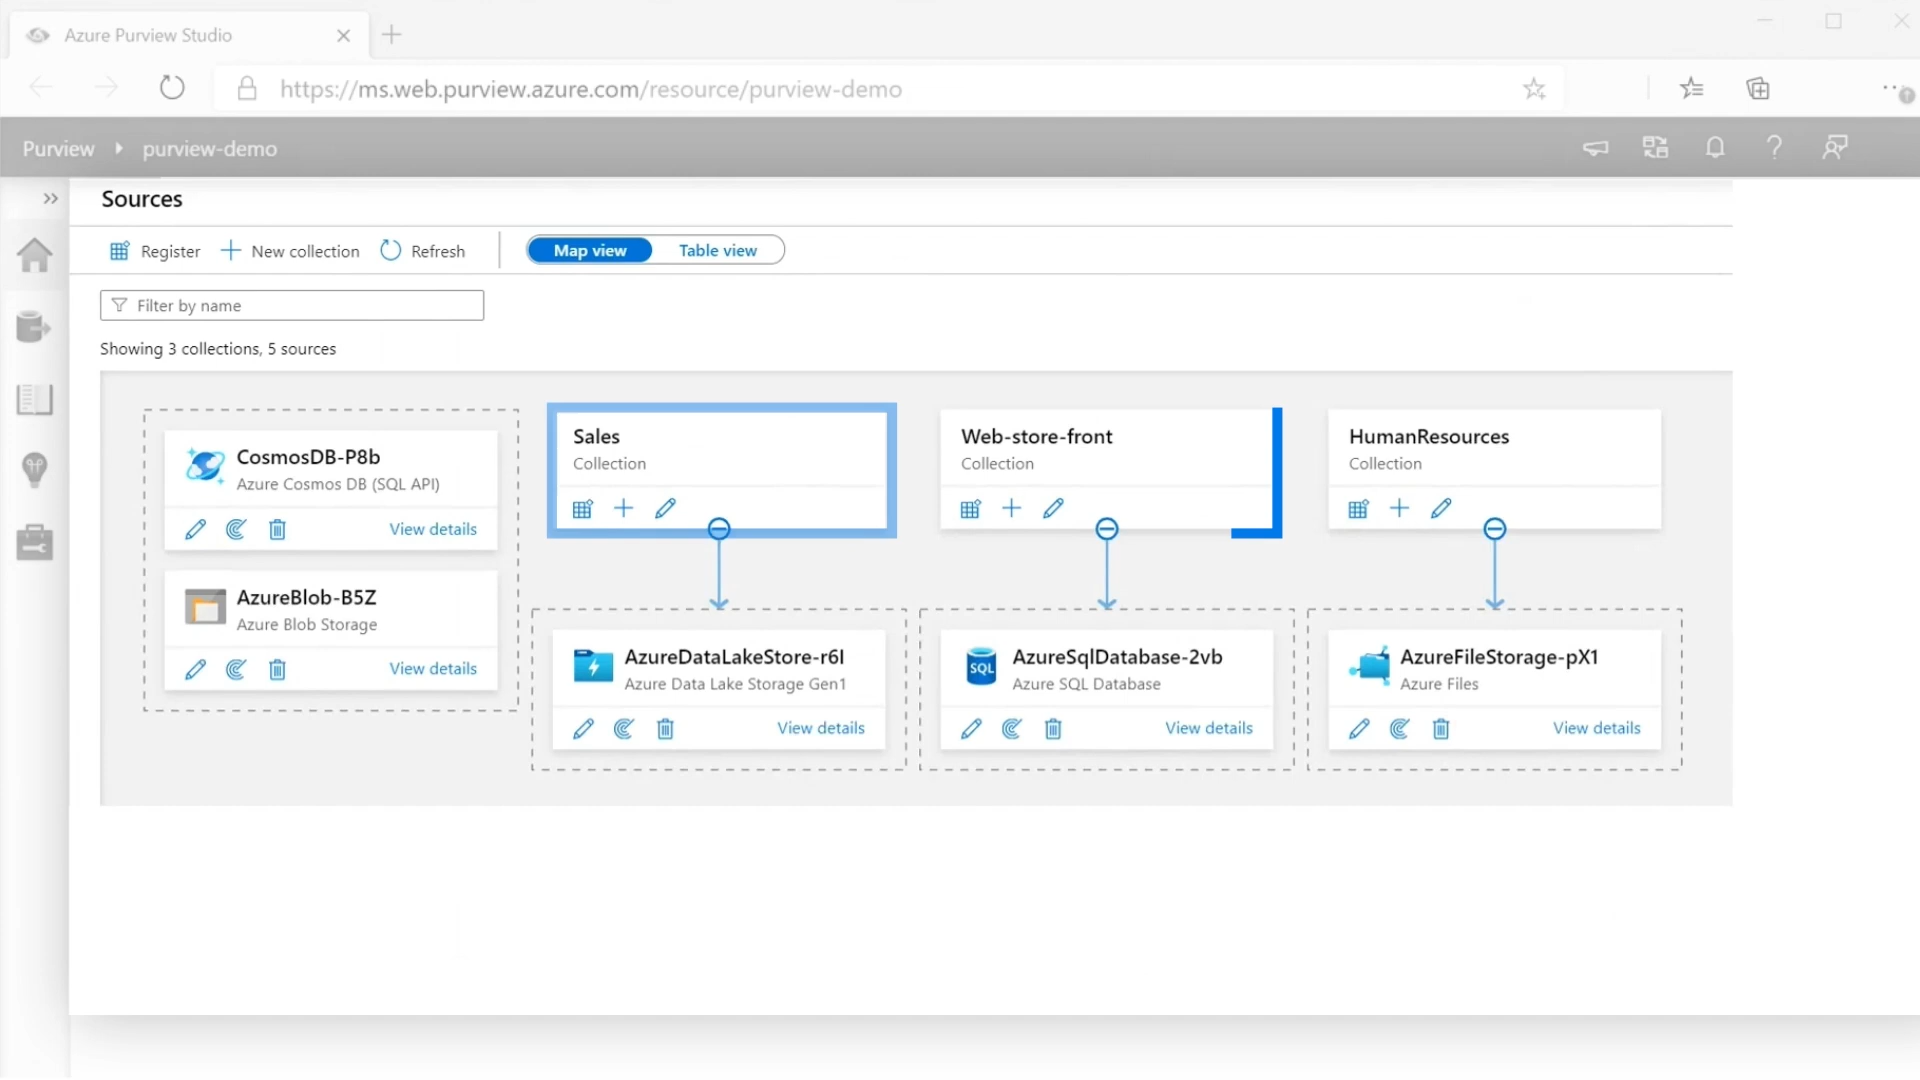 Azure Purview Studio
https://ms.web.purview.azure.com/resource/purview-demo
Purview purview-demo
Sources
Register New collection Refresh Map view Table view
Filter by name
Showing 3 collections, 5 sources
CosmosDB-P8b
Azure Cosmos DB (SQL API)
View details
AzureBlob-B5Z
Azure Blob Storage
View details
Sales
Collection
AzureDataLakeStore-r6I
Azure Data Lake Storage Gen1
View details
Web-store-front
Collection
SQL
AzureSqlDatabase-2vb
Azure SQL Database
View details
HumanResources
Collection
AzureFileStorage-pX1
Azure Files
View details